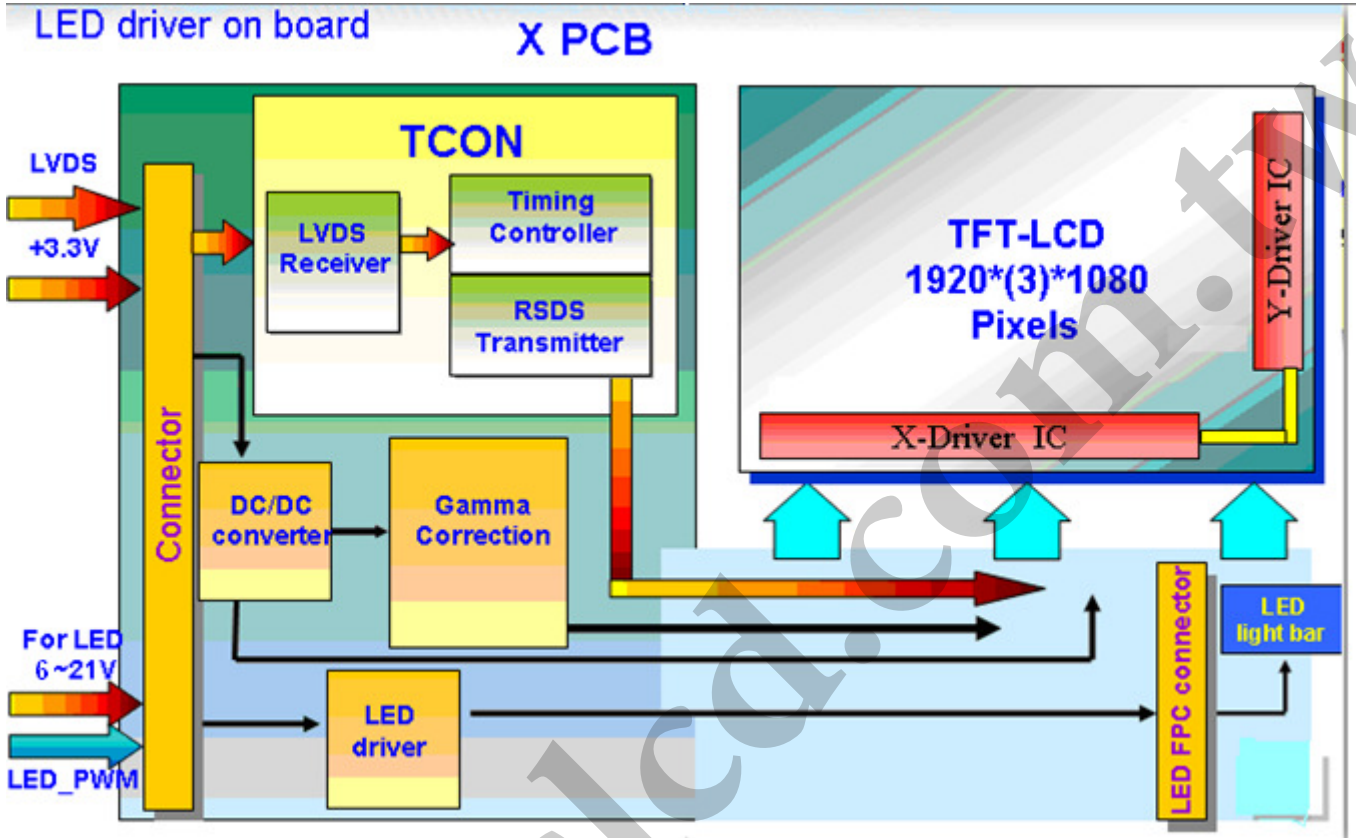 LED driver on board
X PCB
LVDS
+3.3V
TCON
LVDS
Receiver
Timing
Controller
RSDS
Transmitter
Connector
DC/DC
converter
Gamma
Correction
For LED
6~21V
LED_PWM
LED
driver
TFT-LCD
1920*(3)*1080
Pixels
Y-Driver IC
X-Driver IC
LED FPC connector
LED
light bar
lcd.com.tw